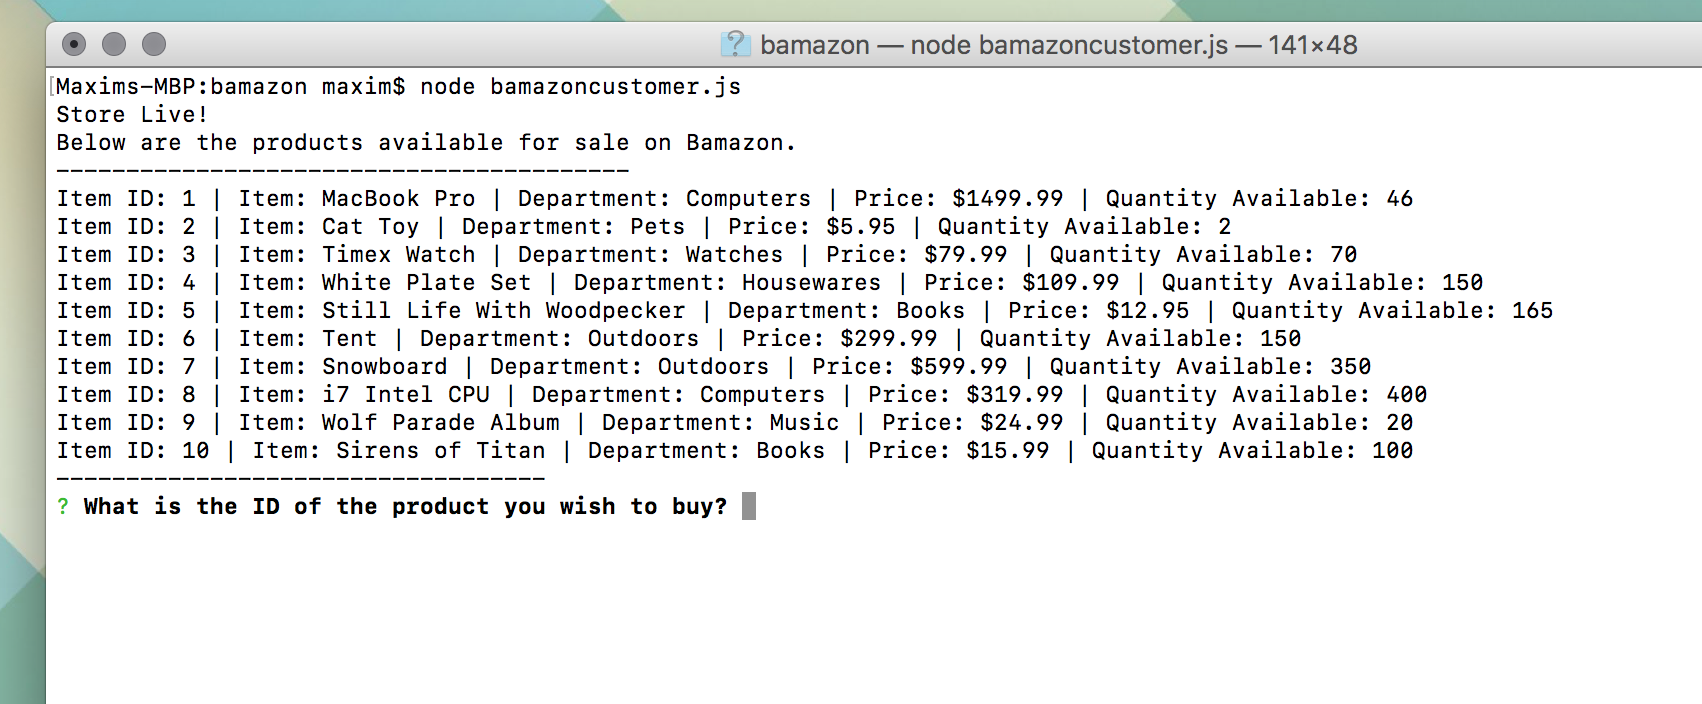 bamazon — node bamazoncustomer.js — 141×48
[Maxims-MBP:bamazon maxim$ node bamazoncustomer.js
Store Live!
Below are the products available for sale on Bamazon.
-----------------------------------------
Item ID: 1 | Item: MacBook Pro | Department: Computers | Price: $1499.99 | Quantity Available: 46
Item ID: 2 | Item: Cat Toy | Department: Pets | Price: $5.95 | Quantity Available: 2
Item ID: 3 | Item: Timex Watch | Department: Watches | Price: $79.99 | Quantity Available: 70
Item ID: 4 | Item: White Plate Set | Department: Housewares | Price: $109.99 | Quantity Available: 150
Item ID: 5 | Item: Still Life With Woodpecker | Department: Books | Price: $12.95 | Quantity Available: 165
Item ID: 6 | Item: Tent | Department: Outdoors | Price: $299.99 | Quantity Available: 150
Item ID: 7 | Item: Snowboard | Department: Outdoors | Price: $599.99 | Quantity Available: 350
Item ID: 8 | Item: i7 Intel CPU | Department: Computers | Price: $319.99 | Quantity Available: 400
Item ID: 9 | Item: Wolf Parade Album | Department: Music | Price: $24.99 | Quantity Available: 20
Item ID: 10 | Item: Sirens of Titan | Department: Books | Price: $15.99 | Quantity Available: 100
-----------------------------------
? What is the ID of the product you wish to buy?